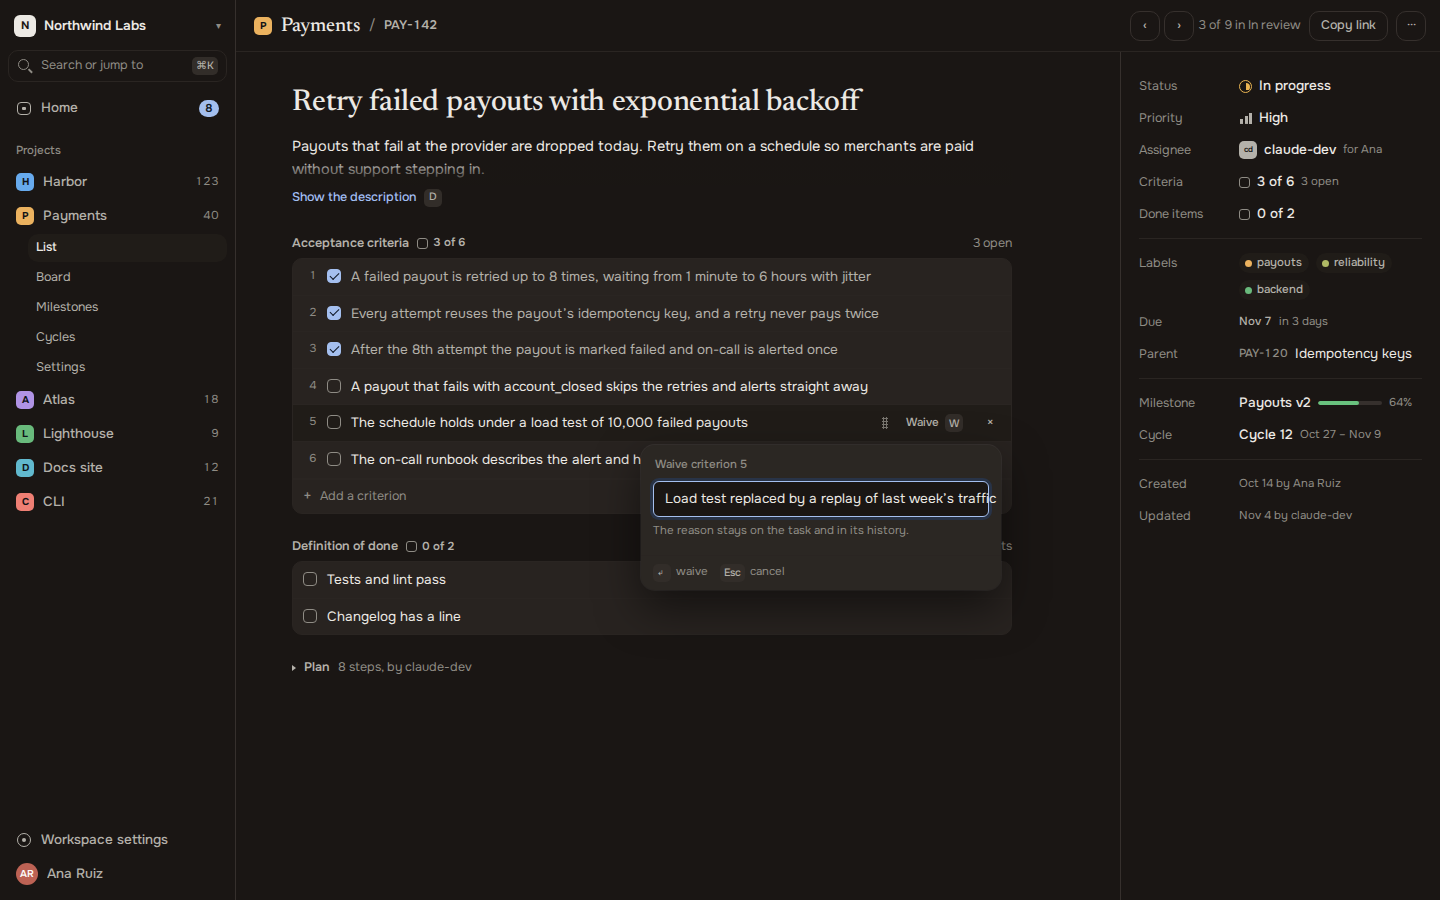 N Northwind Labs
Search or jump to ⌘K
Home 8
Projects
H Harbor 123
P Payments 40
List
Board
Milestones
Cycles
Settings
A Atlas 18
L Lighthouse 9
D Docs site 12
C CLI 21
Workspace settings
AR Ana Ruiz
P Payments / PAY-142
‹ › 3 of 9 in In review Copy link ···
Retry failed payouts with exponential backoff
Payouts that fail at the provider are dropped today. Retry them on a schedule so merchants are paid
without support stepping in.
Show the description D
Acceptance criteria 3 of 6 3 open
1 A failed payout is retried up to 8 times, waiting from 1 minute to 6 hours with jitter
2 Every attempt reuses the payout's idempotency key, and a retry never pays twice
3 After the 8th attempt the payout is marked failed and on-call is alerted once
4 A payout that fails with account_closed skips the retries and alerts straight away
5 The schedule holds under a load test of 10,000 failed payouts Waive W ×
6 The on-call runbook describes the alert and h
+ Add a criterion
Waive criterion 5
Load test replaced by a replay of last week's traffic
The reason stays on the task and in its history.
↲ waive Esc cancel
Definition of done 0 of 2 ts
Tests and lint pass
Changelog has a line
Plan 8 steps, by claude-dev
Status In progress
Priority High
Assignee cd claude-dev for Ana
Criteria 3 of 6 3 open
Done items 0 of 2
Labels payouts reliability
backend
Due Nov 7 in 3 days
Parent PAY-120 Idempotency keys
Milestone Payouts v2 64%
Cycle Cycle 12 Oct 27 – Nov 9
Created Oct 14 by Ana Ruiz
Updated Nov 4 by claude-dev